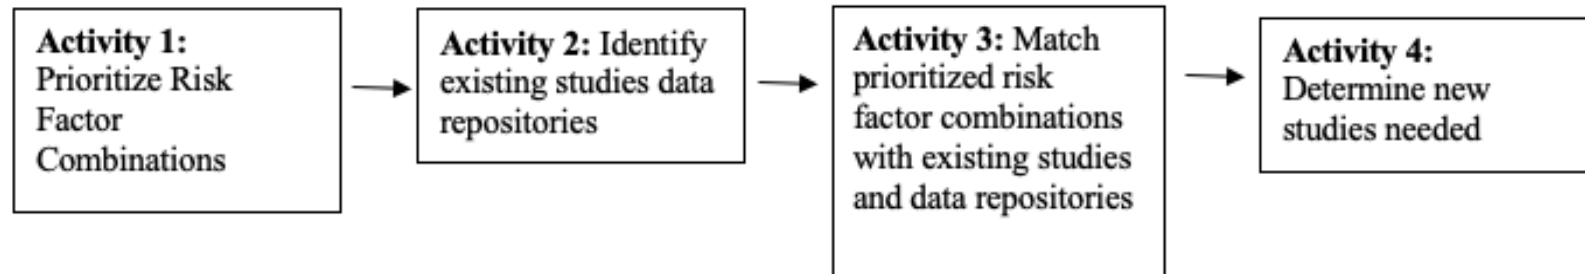 Activity 1:
Prioritize Risk
Factor
Combinations
Activity 2: Identify
existing studies data
repositories
Activity 3: Match
prioritized risk
factor combinations
with existing studies
and data repositories
Activity 4:
Determine new
studies needed